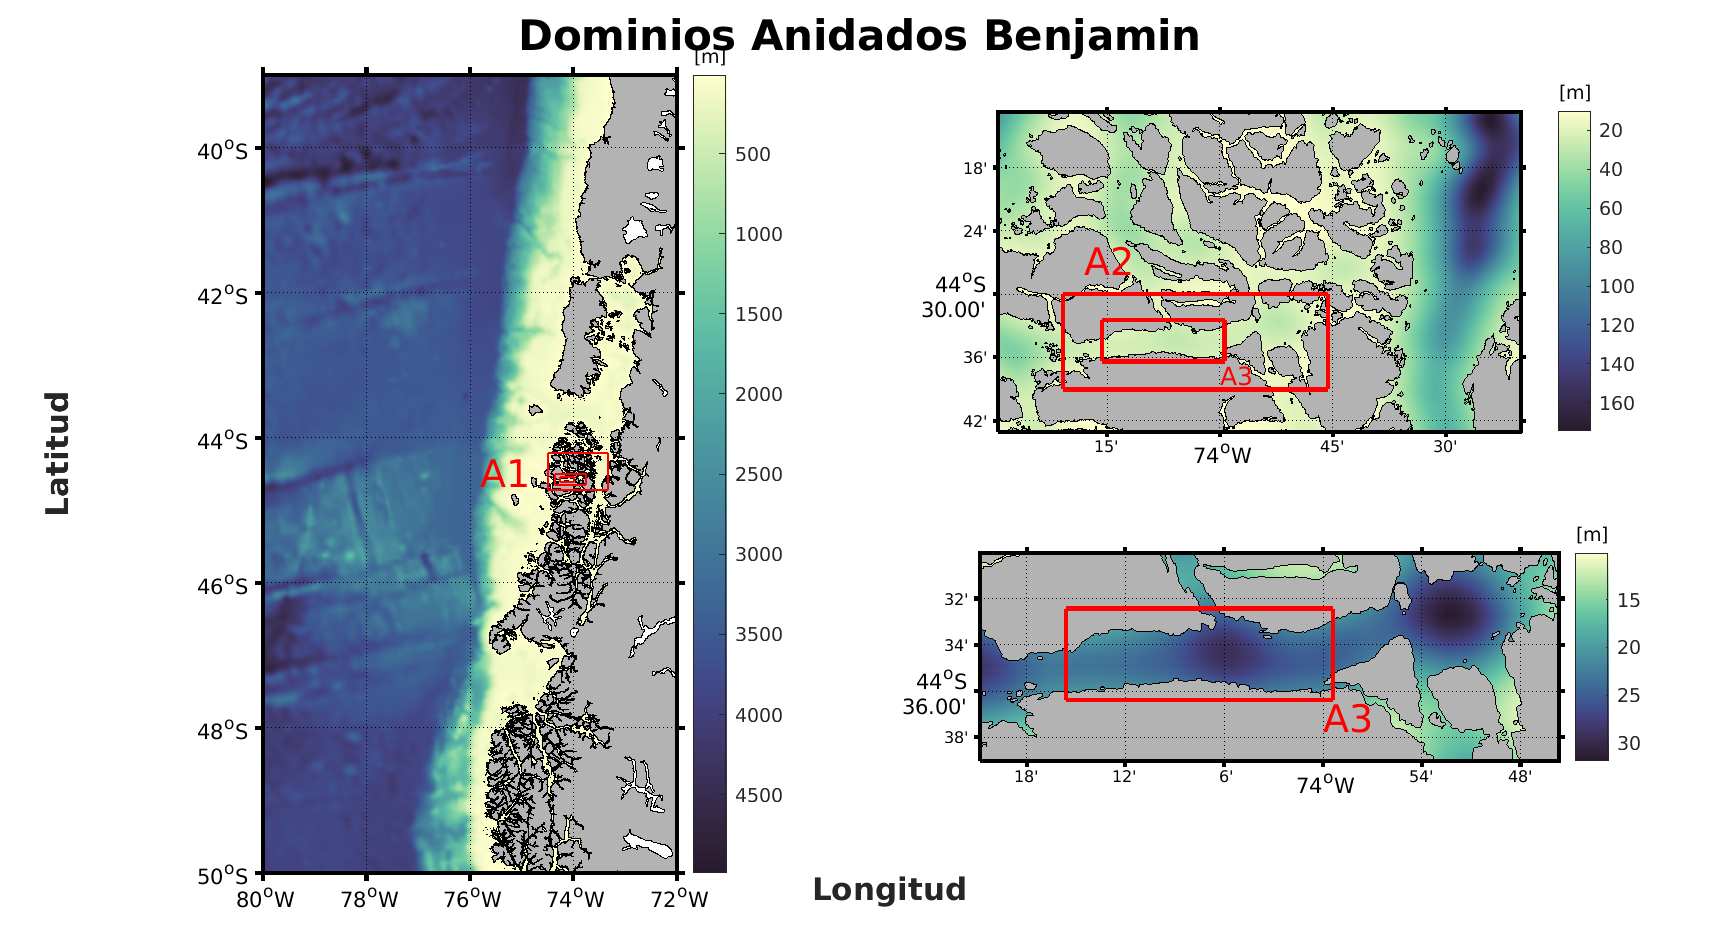 Dominios Anidados Benjamin
Latitud
Longitud
[m]
40°S
42°S
44°S
46°S
48°S
50°S
80°W
78°W
76°W
74°W
72°W
A1
500
1000
1500
2000
2500
3000
3500
4000
4500
[m]
18'
24'
44°S
30.00'
36'
42'
15'
74°W
45'
30'
A2
A3
20
40
60
80
100
120
140
160
[m]
32'
34'
44°S
36.00'
38'
18'
12'
6'
74°W
54'
48'
A3
15
20
25
30